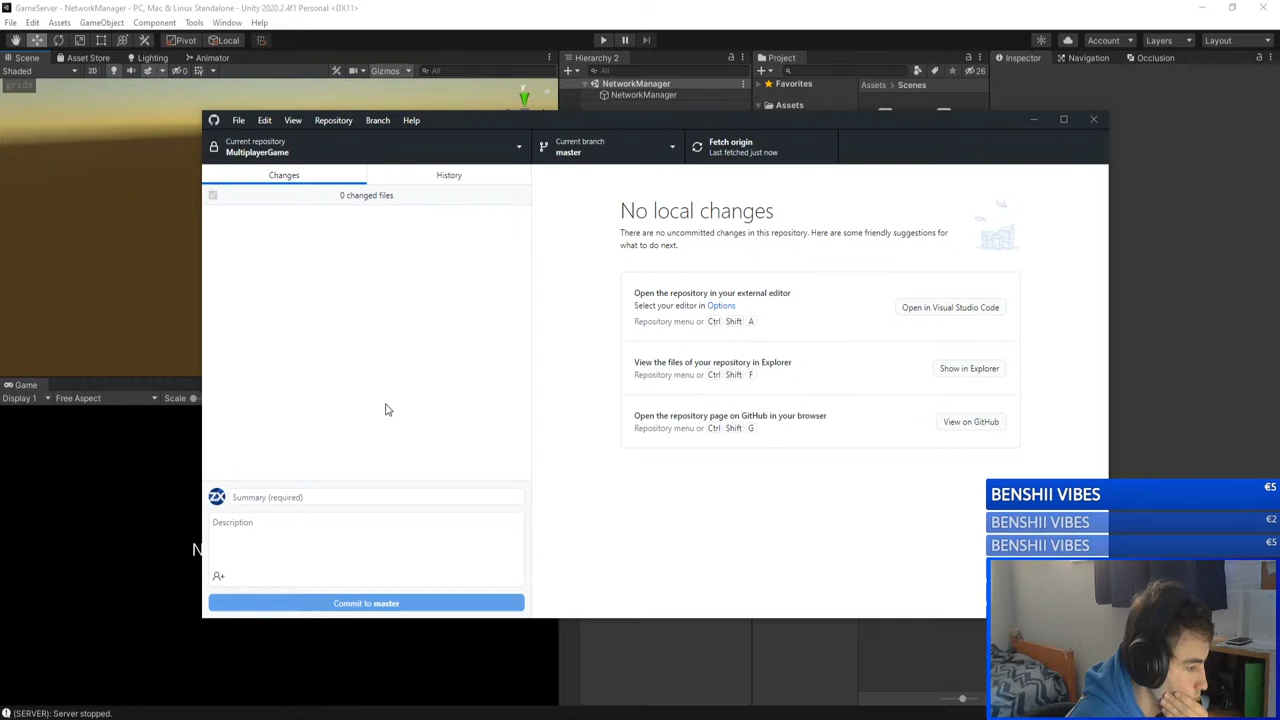 GameServer - NetworkManager - PC, Mac & Linux Standalone - Unity 2020.2.4f1 Personal <DX11>
File Edit Assets GameObject Component Tools Window Help
Pivot Local Account Layers Layout
Scene Asset Store Lighting Animator Hierarchy 2 Project Inspector Navigation Occlusion
Shaded 2D 0 Gizmos All All 26
grids NetworkManager Favorites Assets > Scenes
y NetworkManager Assets
File Edit View Repository Branch Help
Current repository
MultiplayerGame
Current branch
master
Fetch origin
Last fetched just now
Changes History
0 changed files
No local changes
There are no uncommitted changes in this repository. Here are some friendly suggestions for
what to do next.
Open the repository in your external editor
Select your editor in Options
Repository menu or Ctrl Shift A
Open in Visual Studio Code
View the files of your repository in Explorer
Repository menu or Ctrl Shift F
Show in Explorer
Open the repository page on GitHub in your browser
Repository menu or Ctrl Shift G
View on GitHub
Game
Display 1 Free Aspect Scale
ZX Summary (required)
Description
N
Commit to master
BENSHII VIBES €5
BENSHII VIBES €2
BENSHII VIBES €5
(SERVER): Server stopped.